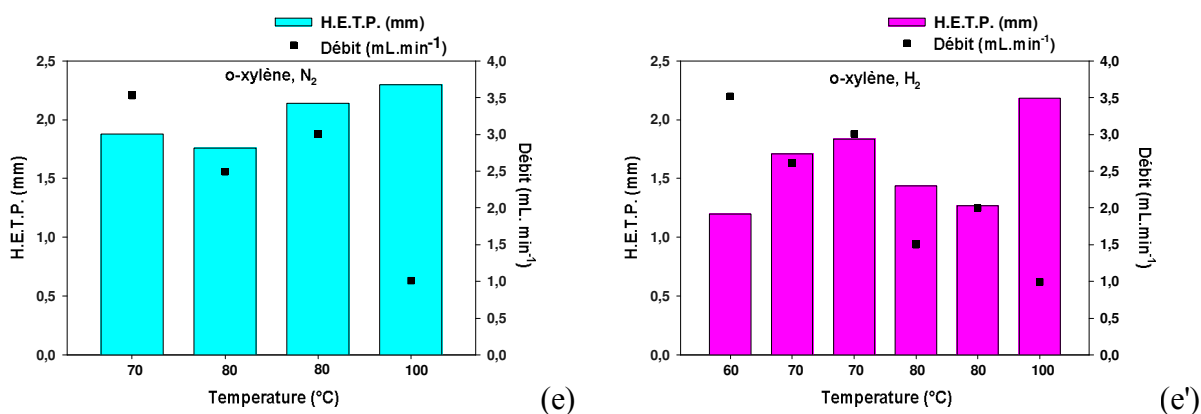 H.E.T.P. (mm)
Débit (mL.min⁻¹)
o-xylène, N₂
2,5
2,0
1,5
1,0
0,5
0,0
H.E.T.P. (mm)
4,0
3,5
3,0
2,5
2,0
1,5
1,0
0,5
0,0
Débit (mL. min⁻¹)
70 80 80 100
Temperature (°C)
(e)
H.E.T.P. (mm)
Débit (mL.min⁻¹)
o-xylène, H₂
2,5
2,0
1,5
1,0
0,5
0,0
H.E.T.P. (mm)
4,0
3,5
3,0
2,5
2,0
1,5
1,0
0,5
0,0
Débit (mL.min⁻¹)
60 70 70 80 80 100
Temperature (°C)
(e')